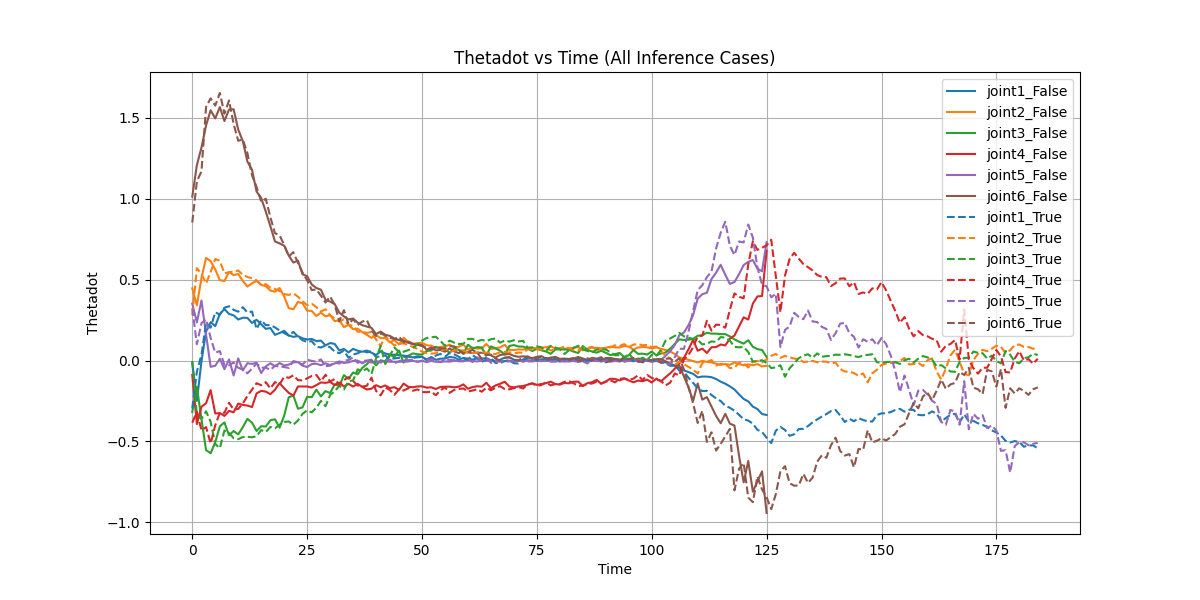 Thetadot vs Time (All Inference Cases)
Thetadot
1.5
1.0
0.5
0.0
−0.5
−1.0
0
25
50
75
100
125
150
175
Time
joint1_False
joint2_False
joint3_False
joint4_False
joint5_False
joint6_False
joint1_True
joint2_True
joint3_True
joint4_True
joint5_True
joint6_True